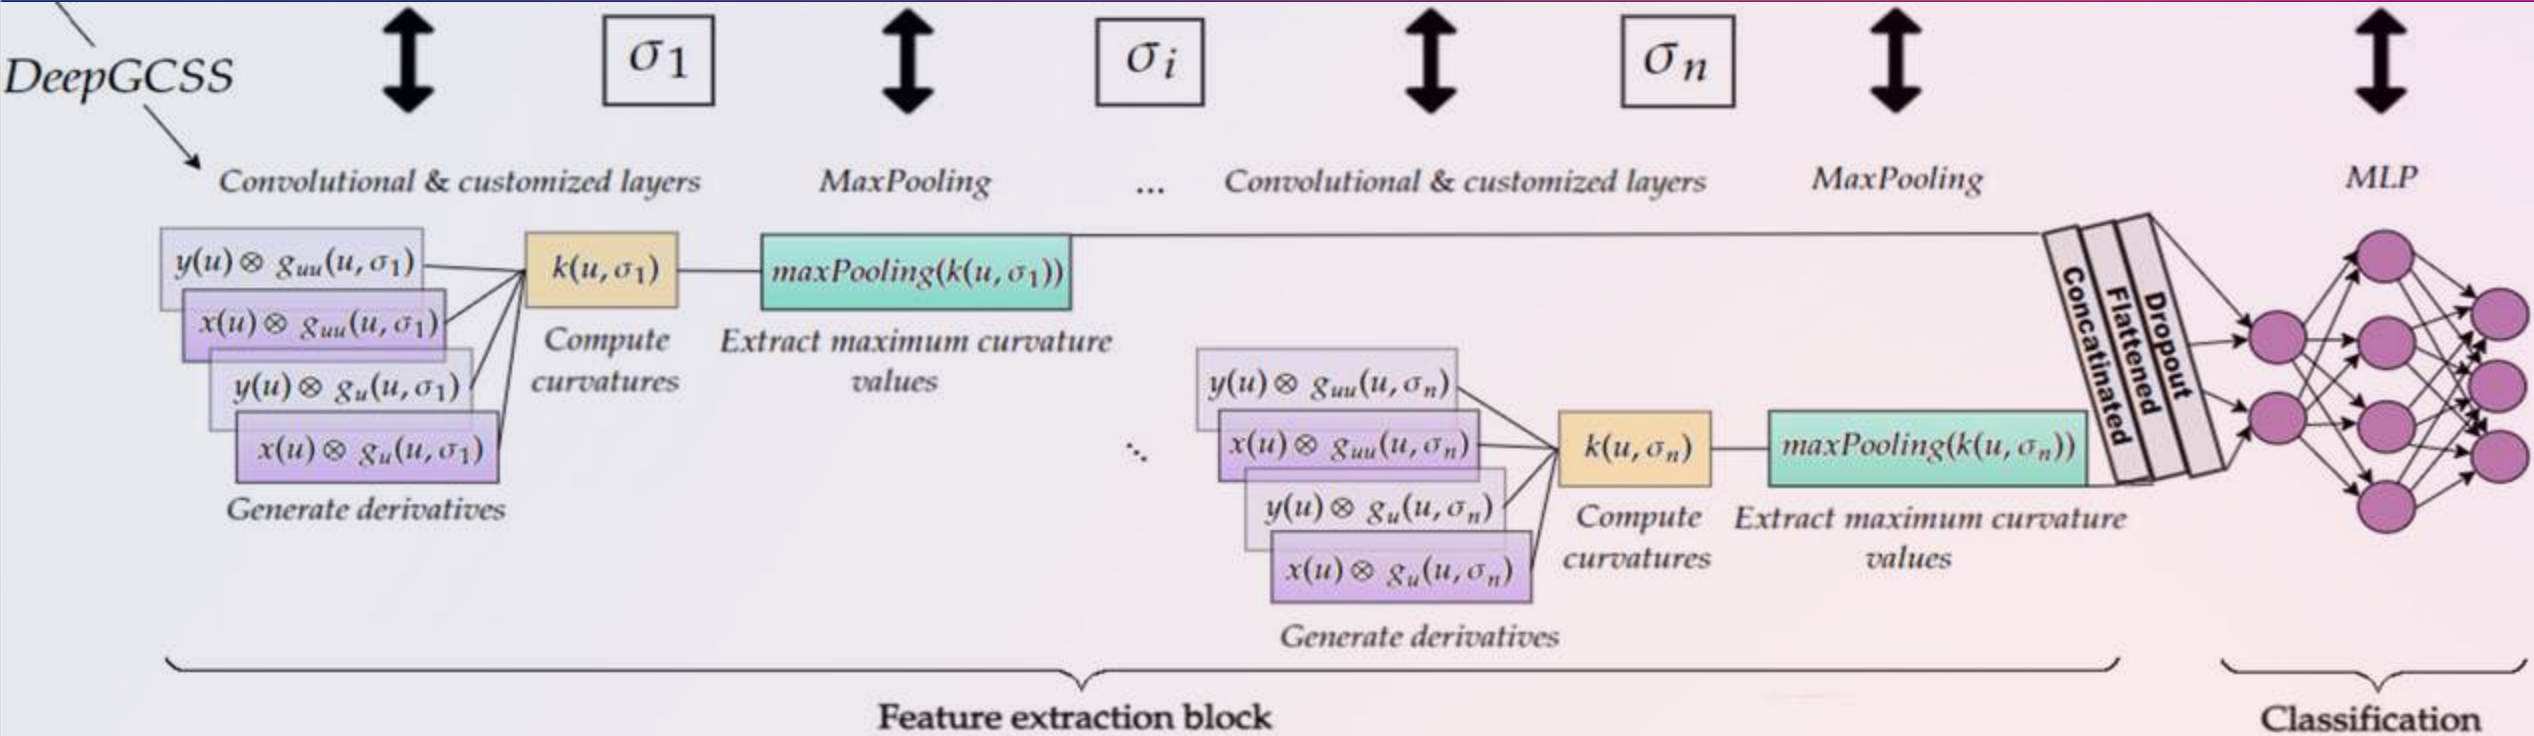 σ1
σi
σn
DeepGCSS
Convolutional & customized layers
MaxPooling
...
Convolutional & customized layers
MaxPooling
MLP
y(u) ⊗ guu(u, σ1)
x(u) ⊗ guu(u, σ1)
y(u) ⊗ gu(u, σ1)
x(u) ⊗ gu(u, σ1)
Generate derivatives
k(u, σ1)
Compute
curvatures
maxPooling(k(u, σ1))
Extract maximum curvature
values
⋱
y(u) ⊗ guu(u, σn)
x(u) ⊗ guu(u, σn)
y(u) ⊗ gu(u, σn)
x(u) ⊗ gu(u, σn)
Generate derivatives
k(u, σn)
Compute
curvatures
maxPooling(k(u, σn))
Extract maximum curvature
values
Concatinated
Flattened
Dropout
Feature extraction block
Classification